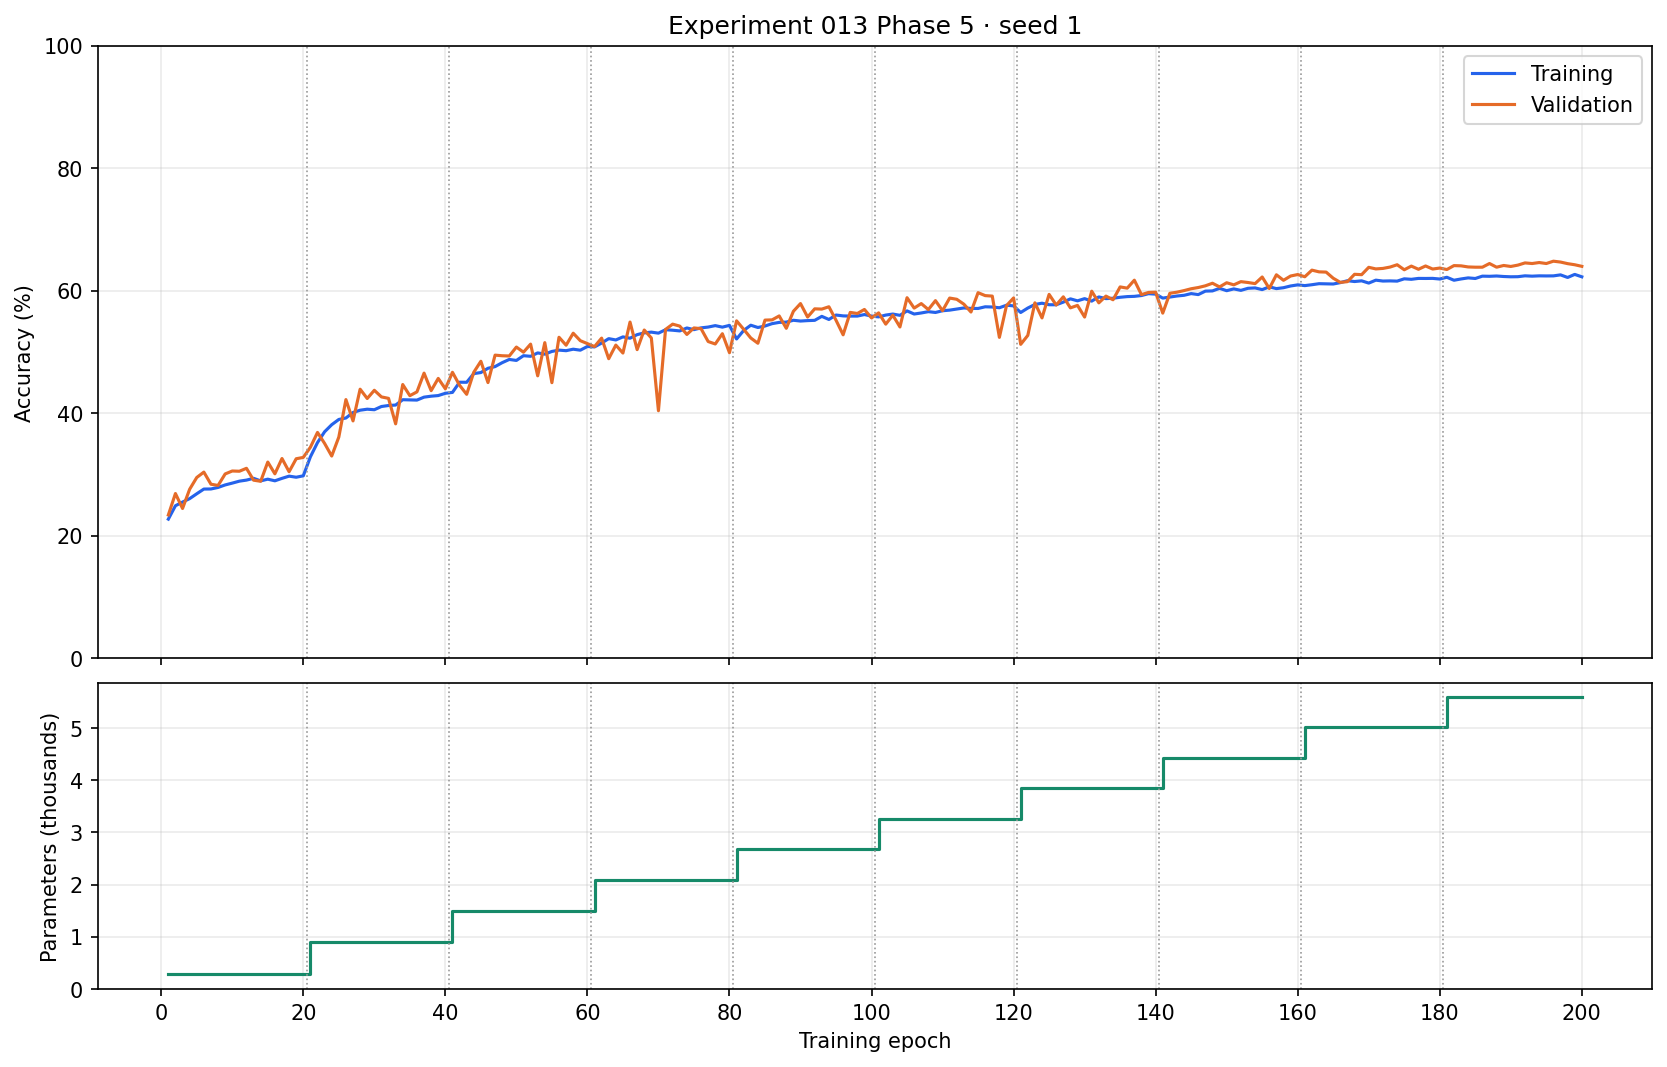 Experiment 013 Phase 5 · seed 1
100
80
60
40
20
0
Accuracy (%)
Training
Validation
5
4
3
2
1
0
Parameters (thousands)
0 20 40 60 80 100 120 140 160 180 200
Training epoch